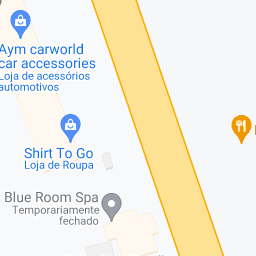 Aym carworld
car accessories
Loja de acessórios
automotivos
Shirt To Go
Loja de Roupa
Blue Room Spa
Temporariamente
fechado